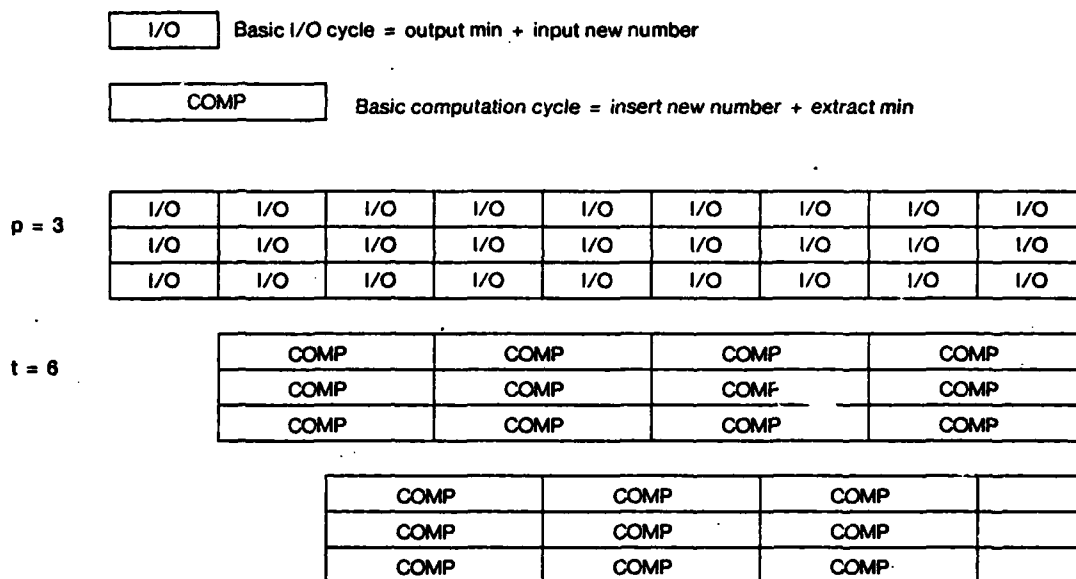 I/O Basic I/O cycle = output min + input new number
COMP Basic computation cycle = insert new number + extract min
p = 3
I/O I/O I/O I/O I/O I/O I/O I/O I/O
I/O I/O I/O I/O I/O I/O I/O I/O I/O
I/O I/O I/O I/O I/O I/O I/O I/O I/O
t = 6
COMP COMP COMP COMP
COMP COMP COMP COMP
COMP COMP COMP COMP
COMP COMP COMP
COMP COMP COMP
COMP COMP COMP